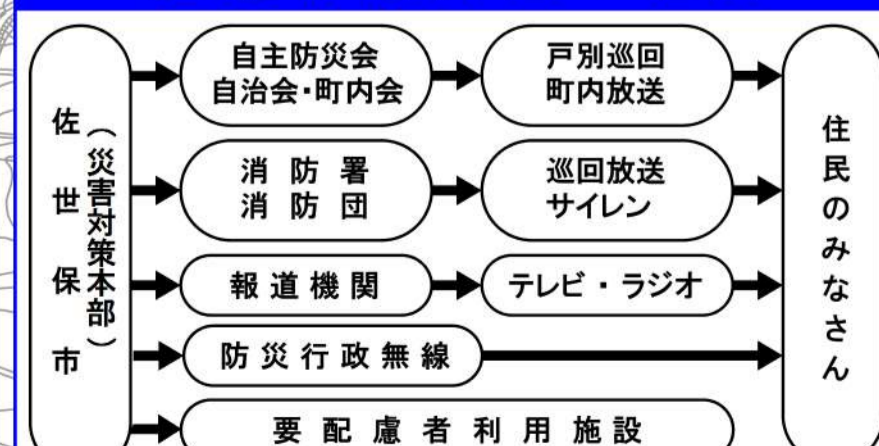 佐世保市
（災害対策本部）
自主防災会
自治会・町内会
戸別巡回
町内放送
消防署
消防団
巡回放送
サイレン
報道機関
テレビ・ラジオ
防災行政無線
要配慮者利用施設
住民のみなさん